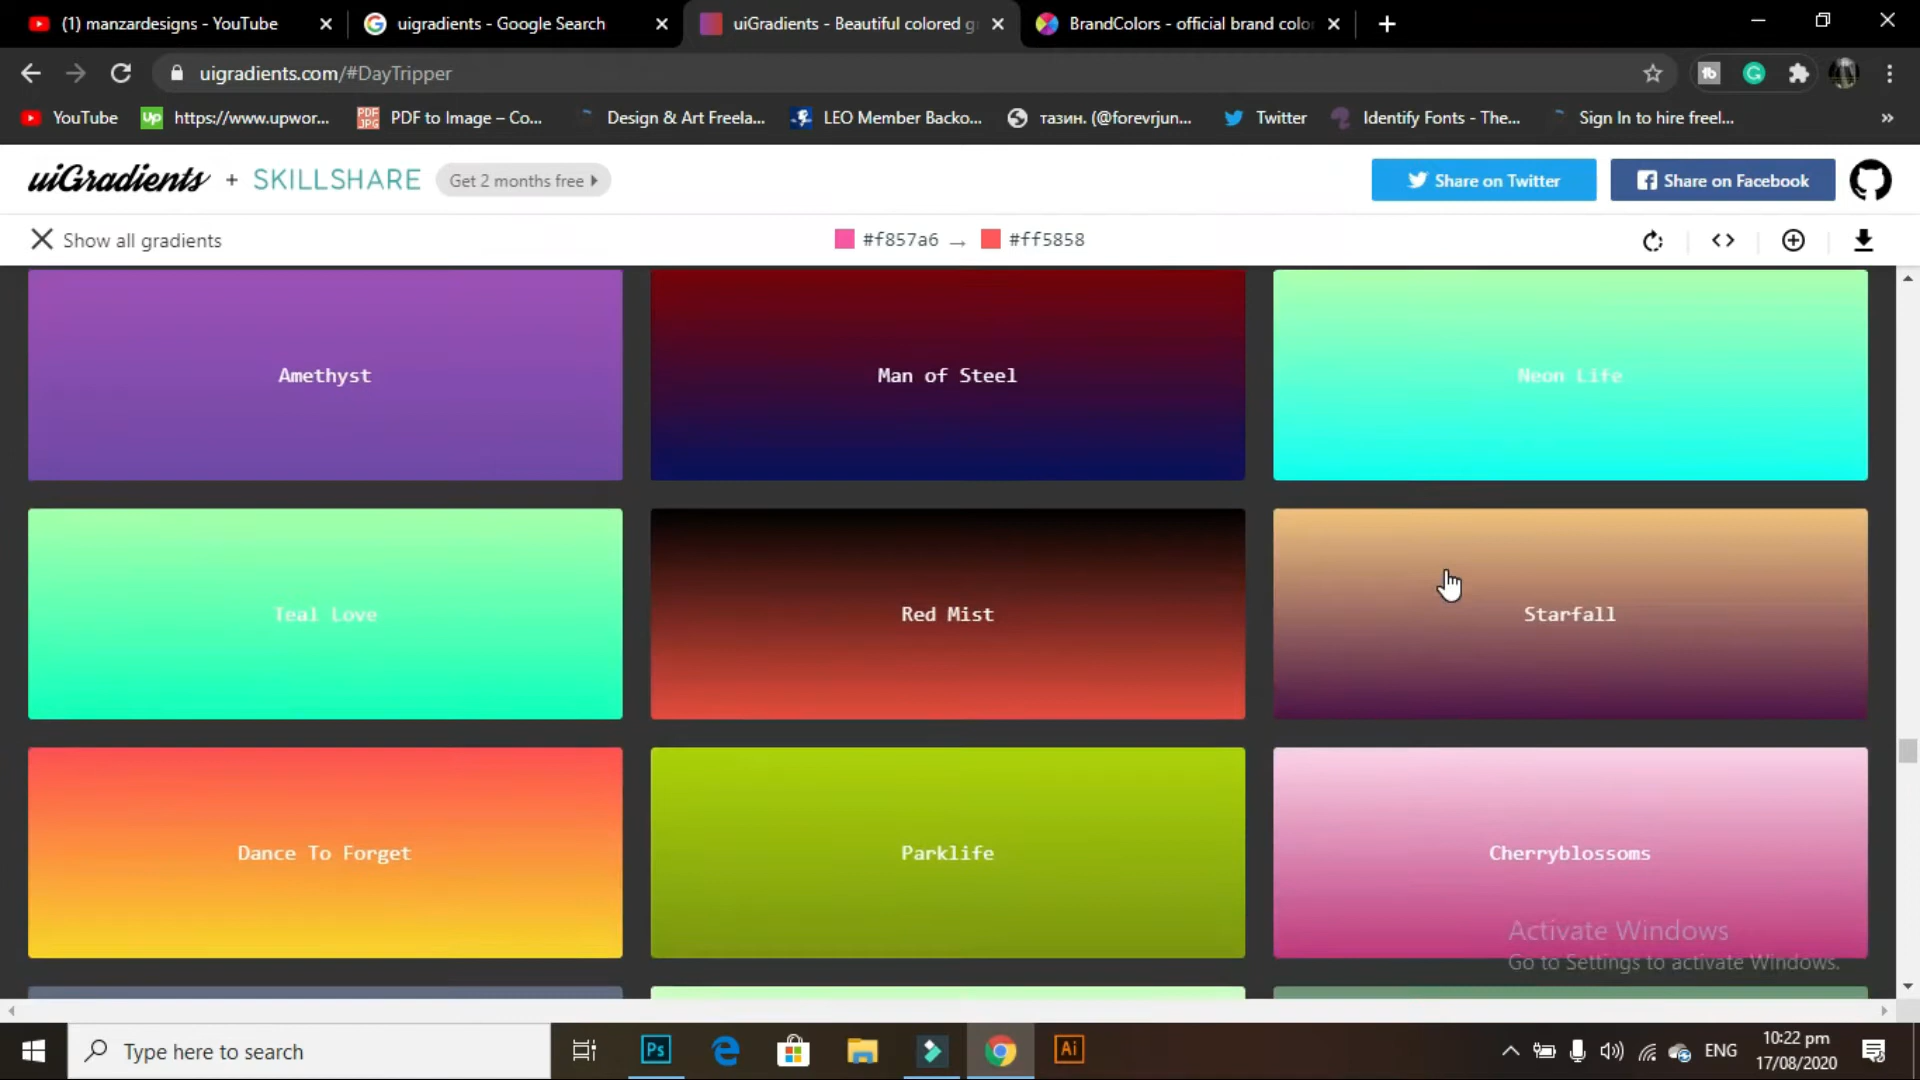 (1) manzardesigns - YouTube
uigradients - Google Search
uiGradients - Beautiful colored g
BrandColors - official brand colo
uigradients.com/#DayTripper
YouTube
https://www.upwor...
PDF to Image – Co...
Design & Art Freela...
LEO Member Backo...
тазин. (@forevrjun...
Twitter
Identify Fonts - The...
Sign In to hire freel...
»
uiGradients + SKILLSHARE
Get 2 months free
Share on Twitter
Share on Facebook
Show all gradients
#f857a6 → #ff5858
Amethyst
Man of Steel
Neon Life
Teal Love
Red Mist
Starfall
Dance To Forget
Parklife
Cherryblossoms
Activate Windows
Go to Settings to activate Windows.
Type here to search
Ps
Ai
ENG
10:22 pm
17/08/2020